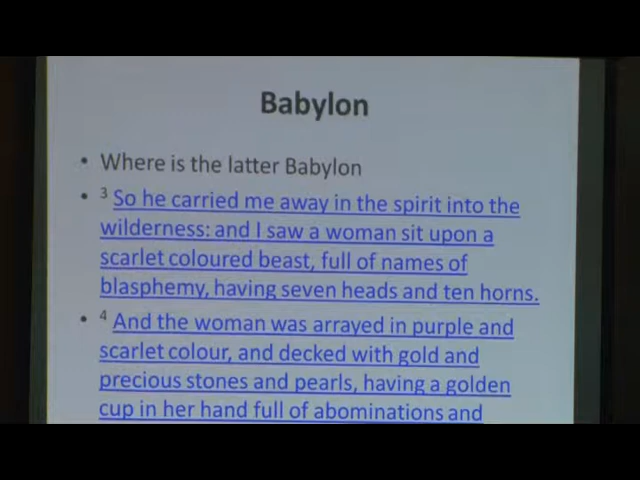 Babylon
• Where is the latter Babylon
• 3 So he carried me away in the spirit into the
wilderness: and I saw a woman sit upon a
scarlet coloured beast, full of names of
blasphemy, having seven heads and ten horns.
• 4 And the woman was arrayed in purple and
scarlet colour, and decked with gold and
precious stones and pearls, having a golden
cup in her hand full of abominations and